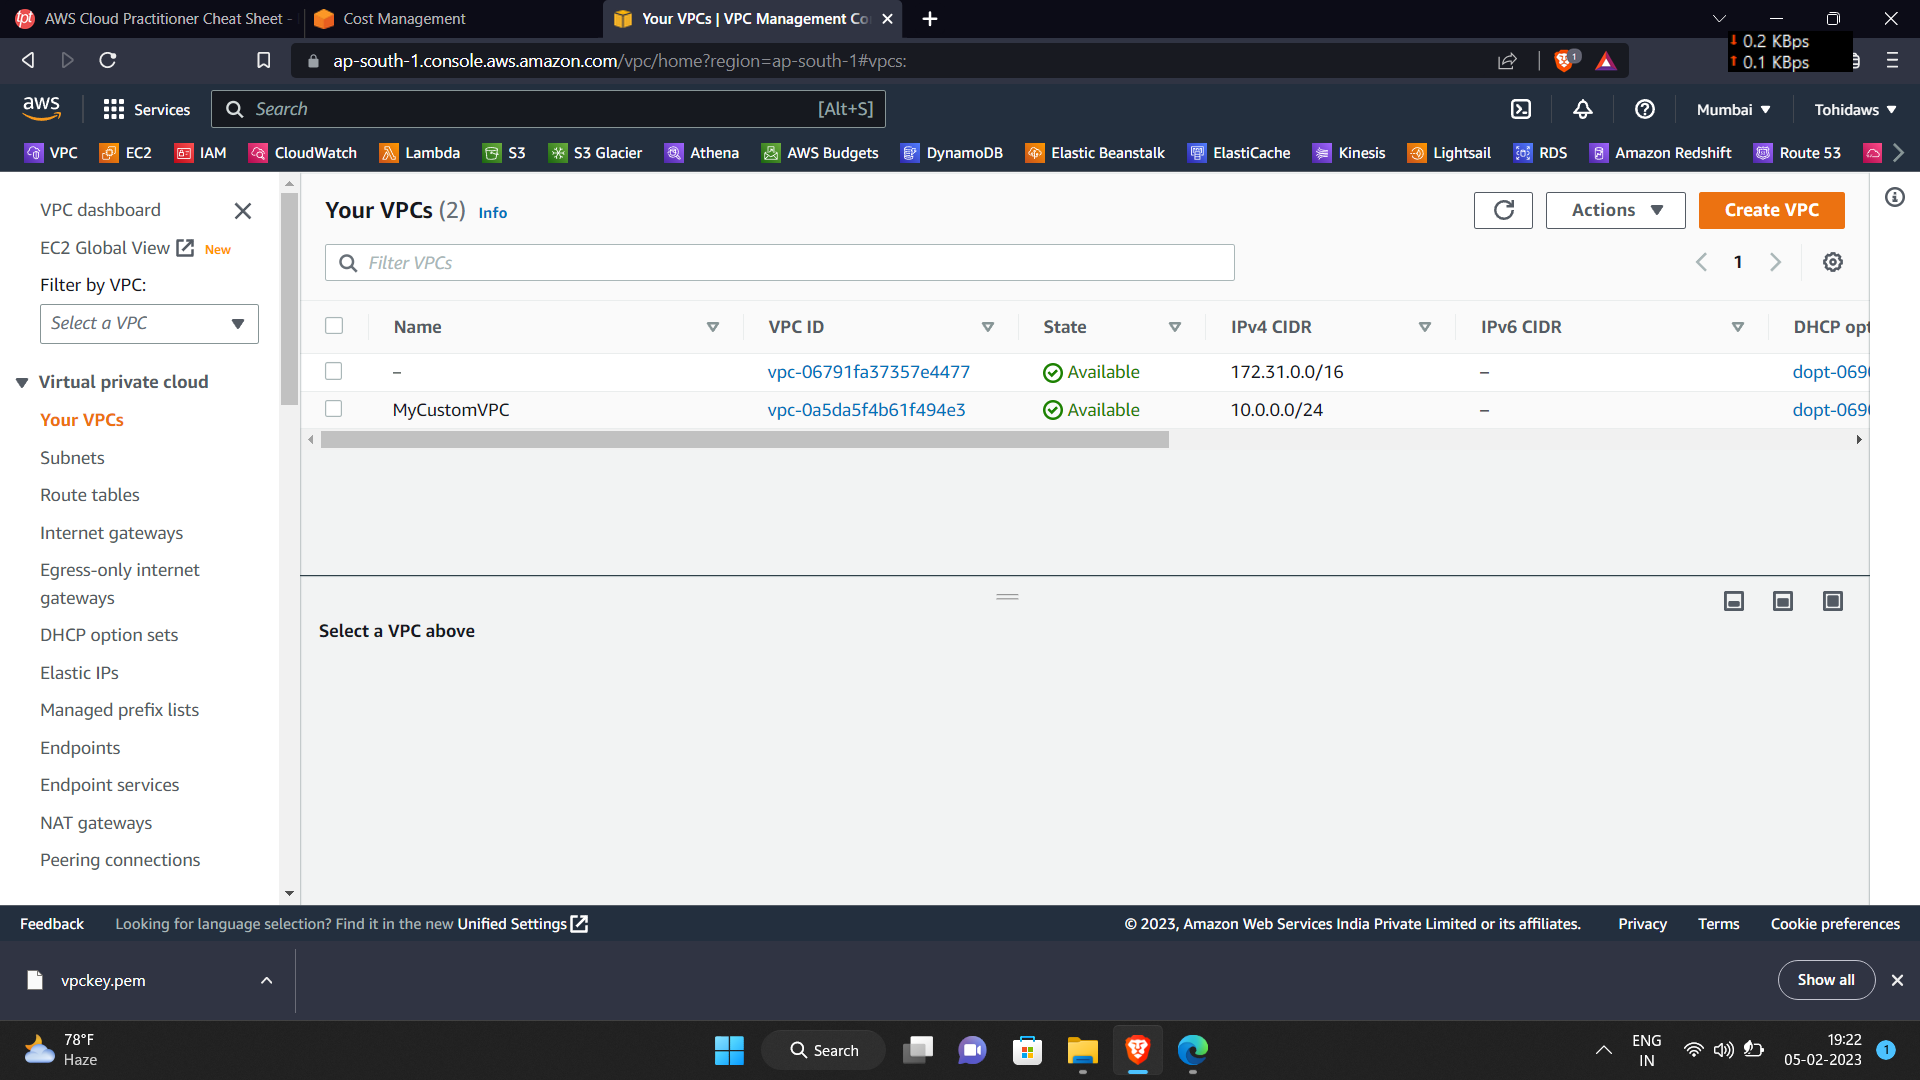 AWS Cloud Practitioner Cheat Sheet -
Cost Management
Your VPCs | VPC Management Co
ap-south-1.console.aws.amazon.com/vpc/home?region=ap-south-1#vpcs:
1
0.2 KBps
0.1 KBps
aws
Services
Search
[Alt+S]
Mumbai
Tohidaws
VPC
EC2
IAM
CloudWatch
Lambda
S3
S3 Glacier
Athena
AWS Budgets
DynamoDB
Elastic Beanstalk
ElastiCache
Kinesis
Lightsail
RDS
Amazon Redshift
Route 53
VPC dashboard
EC2 Global View New
Filter by VPC:
Select a VPC
Virtual private cloud
Your VPCs
Subnets
Route tables
Internet gateways
Egress-only internet
gateways
DHCP option sets
Elastic IPs
Managed prefix lists
Endpoints
Endpoint services
NAT gateways
Peering connections
Your VPCs (2) Info
Actions
Create VPC
Filter VPCs
1
Name VPC ID State IPv4 CIDR IPv6 CIDR DHCP opt
– vpc-06791fa37357e4477 Available 172.31.0.0/16 – dopt-069
MyCustomVPC vpc-0a5da5f4b61f494e3 Available 10.0.0.0/24 – dopt-069
Select a VPC above
Feedback
Looking for language selection? Find it in the new Unified Settings
© 2023, Amazon Web Services India Private Limited or its affiliates.
Privacy
Terms
Cookie preferences
vpckey.pem
Show all
78°F
Haze
Search
ENG
IN
19:22
05-02-2023
1